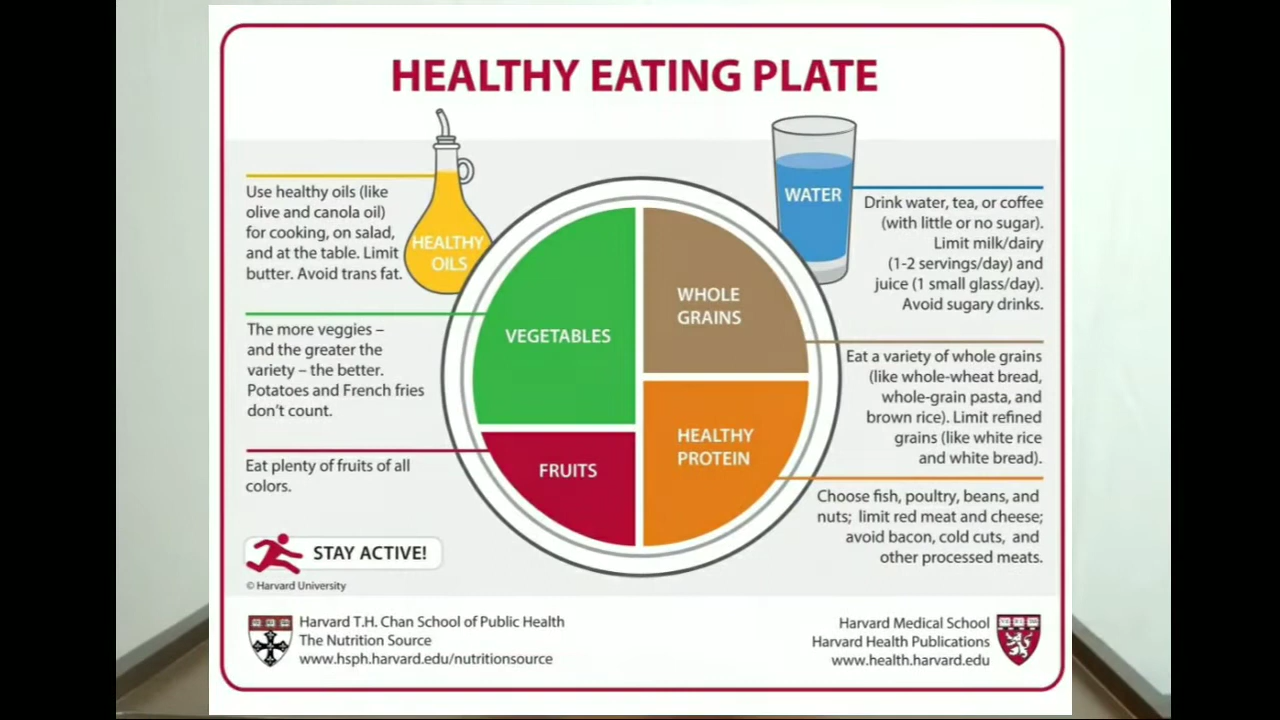 HEALTHY EATING PLATE
Use healthy oils (like
olive and canola oil)
for cooking, on salad,
and at the table. Limit
butter. Avoid trans fat.
HEALTHY
OILS
The more veggies –
and the greater the
variety – the better.
Potatoes and French fries
don't count.
Eat plenty of fruits of all
colors.
STAY ACTIVE!
© Harvard University
VEGETABLES
FRUITS
WHOLE
GRAINS
HEALTHY
PROTEIN
WATER
Drink water, tea, or coffee
(with little or no sugar).
Limit milk/dairy
(1-2 servings/day) and
juice (1 small glass/day).
Avoid sugary drinks.
Eat a variety of whole grains
(like whole-wheat bread,
whole-grain pasta, and
brown rice). Limit refined
grains (like white rice
and white bread).
Choose fish, poultry, beans, and
nuts; limit red meat and cheese;
avoid bacon, cold cuts, and
other processed meats.
Harvard T.H. Chan School of Public Health
The Nutrition Source
www.hsph.harvard.edu/nutritionsource
Harvard Medical School
Harvard Health Publications
www.health.harvard.edu